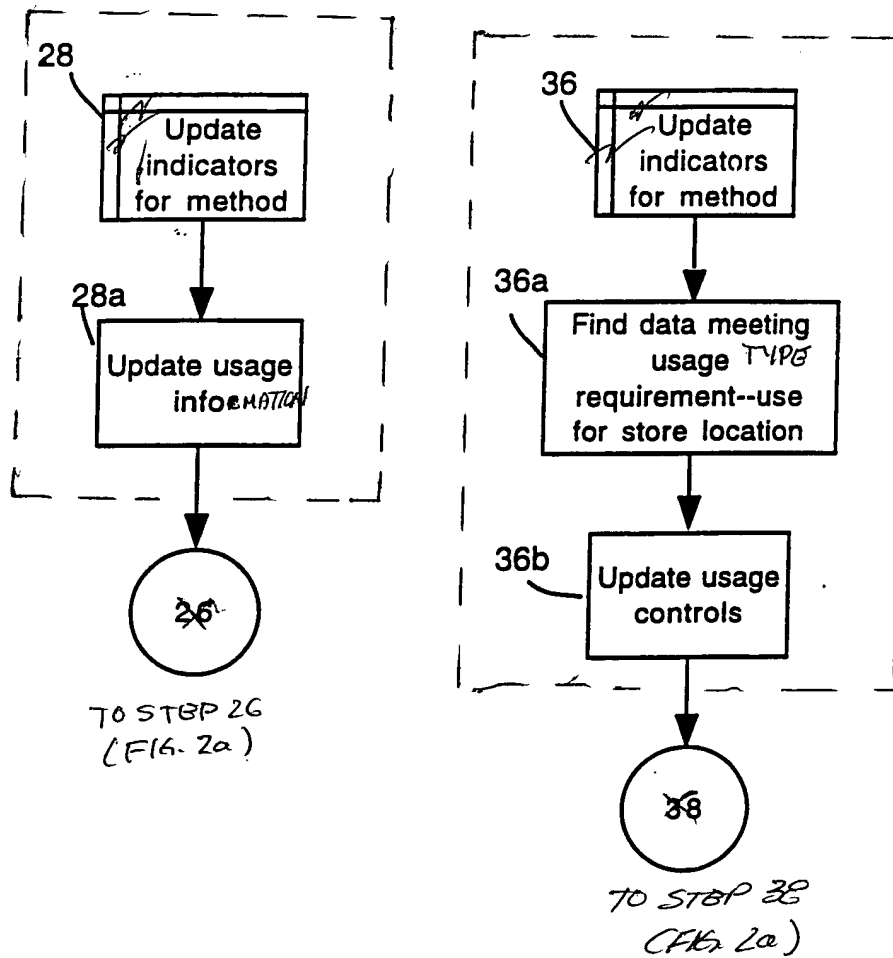 28
Update
indicators
for method
28a
Update usage
infoRMATION
26
TO STEP 26
(FIG. 2a)
36
Update
indicators
for method
36a
Find data meeting
usage TYPE
requirement--use
for store location
36b
Update usage
controls
38
TO STEP 38
(FIG. 2a)